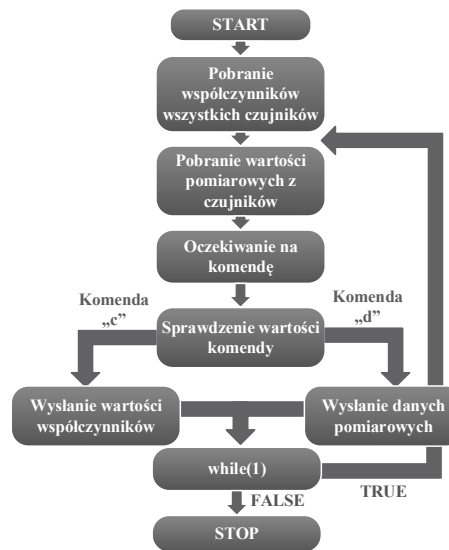 START
Pobranie
współczynników
wszystkich czujników
Pobranie wartości
pomiarowych z
czujników
Oczekiwanie na
komendę
Komenda
„c”
Komenda
„d”
Sprawdzenie wartości
komendy
Wysłanie wartości
współczynników
Wysłanie danych
pomiarowych
while(1)
FALSE
TRUE
STOP